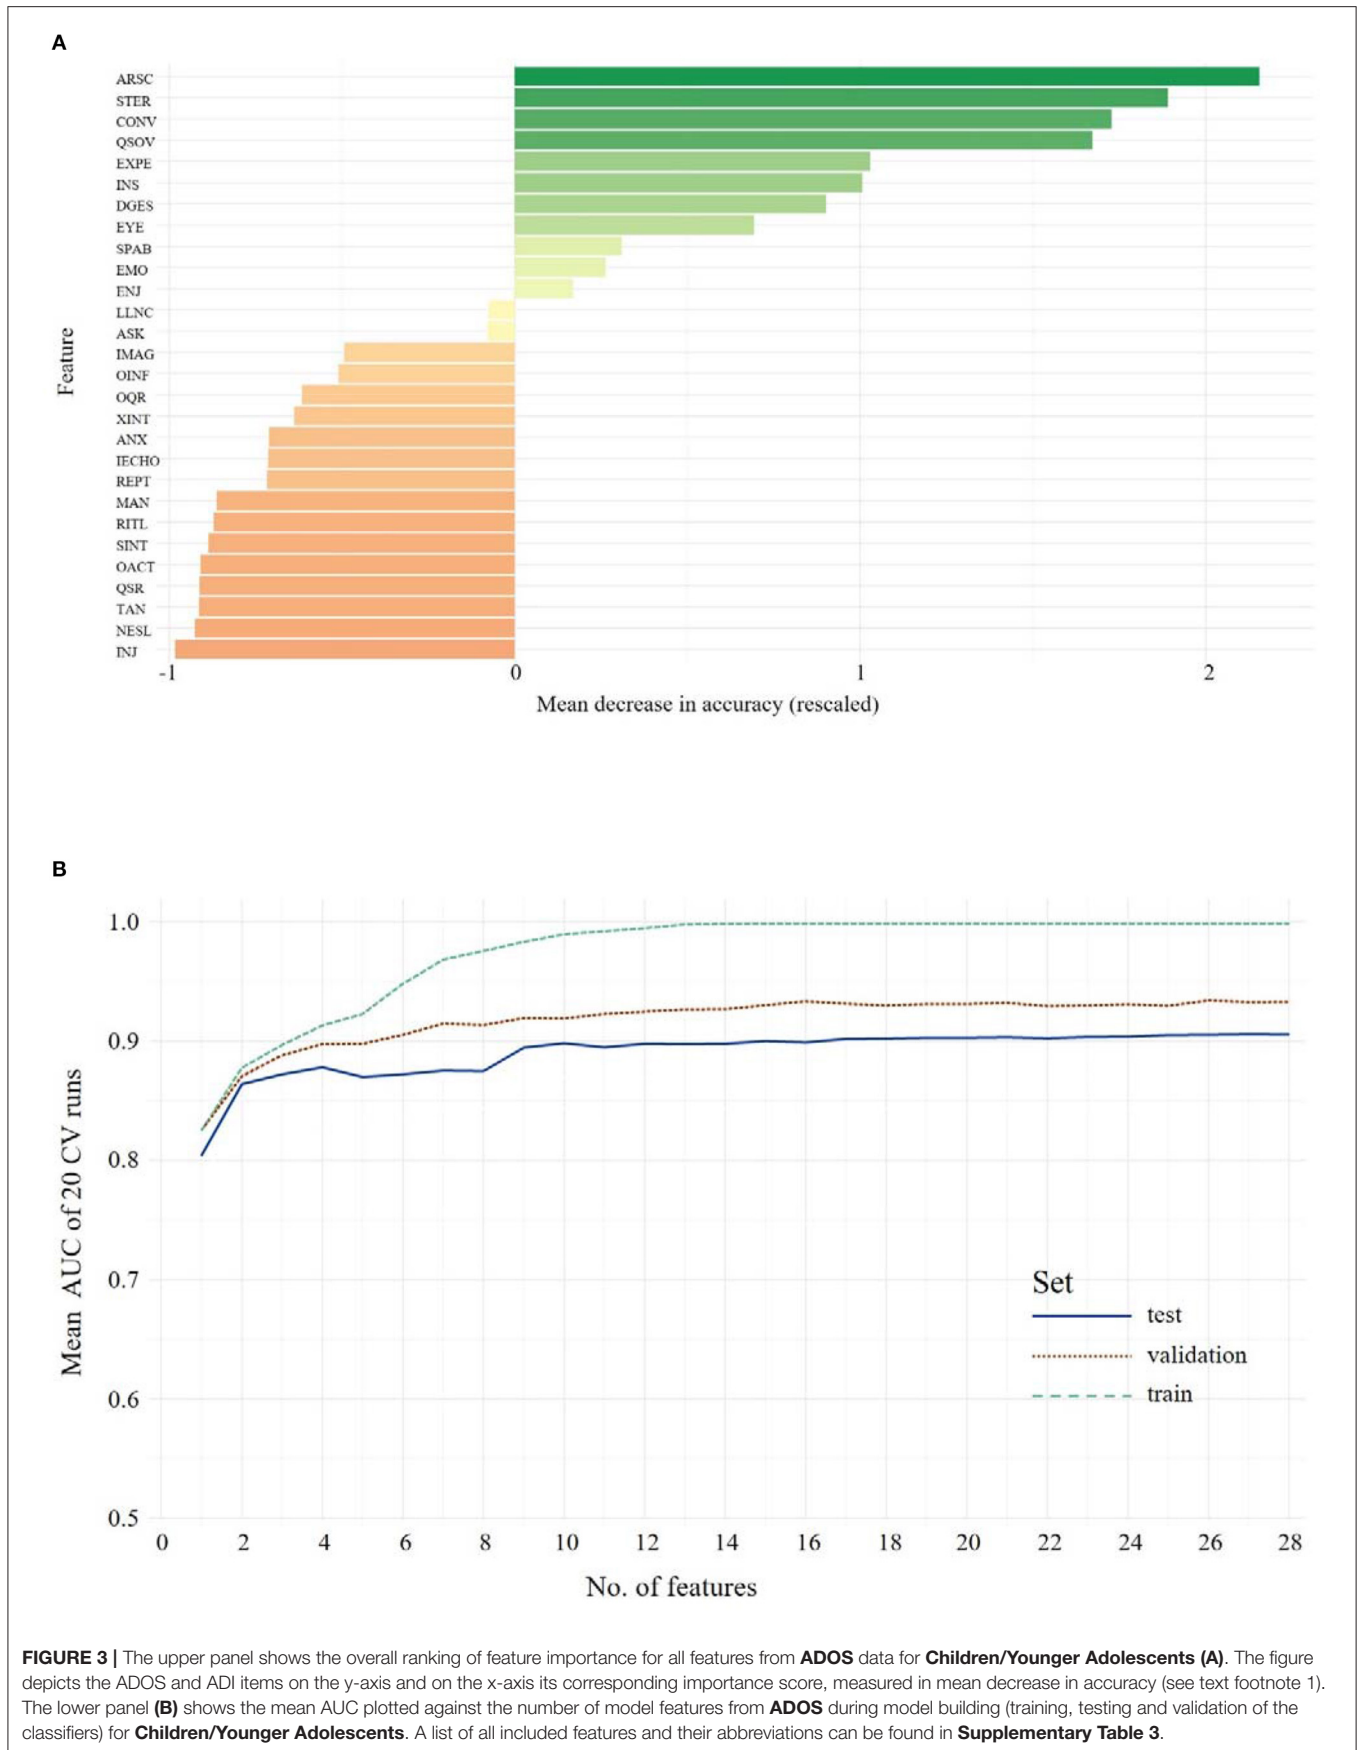 A
ARSC
STER
CONV
QSOV
EXPE
INS
DGES
EYE
SPAB
EMO
ENJ
LLNC
ASK
IMAG
OINF
OQR
XINT
ANX
IECHO
REPT
MAN
RITL
SINT
OACT
QSR
TAN
NESL
INJ
Feature
-1 0 1 2
Mean decrease in accuracy (rescaled)
B
1.0
0.9
0.8
0.7
0.6
0.5
Mean AUC of 20 CV runs
Set
test
validation
train
0 2 4 6 8 10 12 14 16 18 20 22 24 26 28
No. of features
FIGURE 3 | The upper panel shows the overall ranking of feature importance for all features from ADOS data for Children/Younger Adolescents (A). The figure
depicts the ADOS and ADI items on the y-axis and on the x-axis its corresponding importance score, measured in mean decrease in accuracy (see text footnote 1).
The lower panel (B) shows the mean AUC plotted against the number of model features from ADOS during model building (training, testing and validation of the
classifiers) for Children/Younger Adolescents. A list of all included features and their abbreviations can be found in Supplementary Table 3.